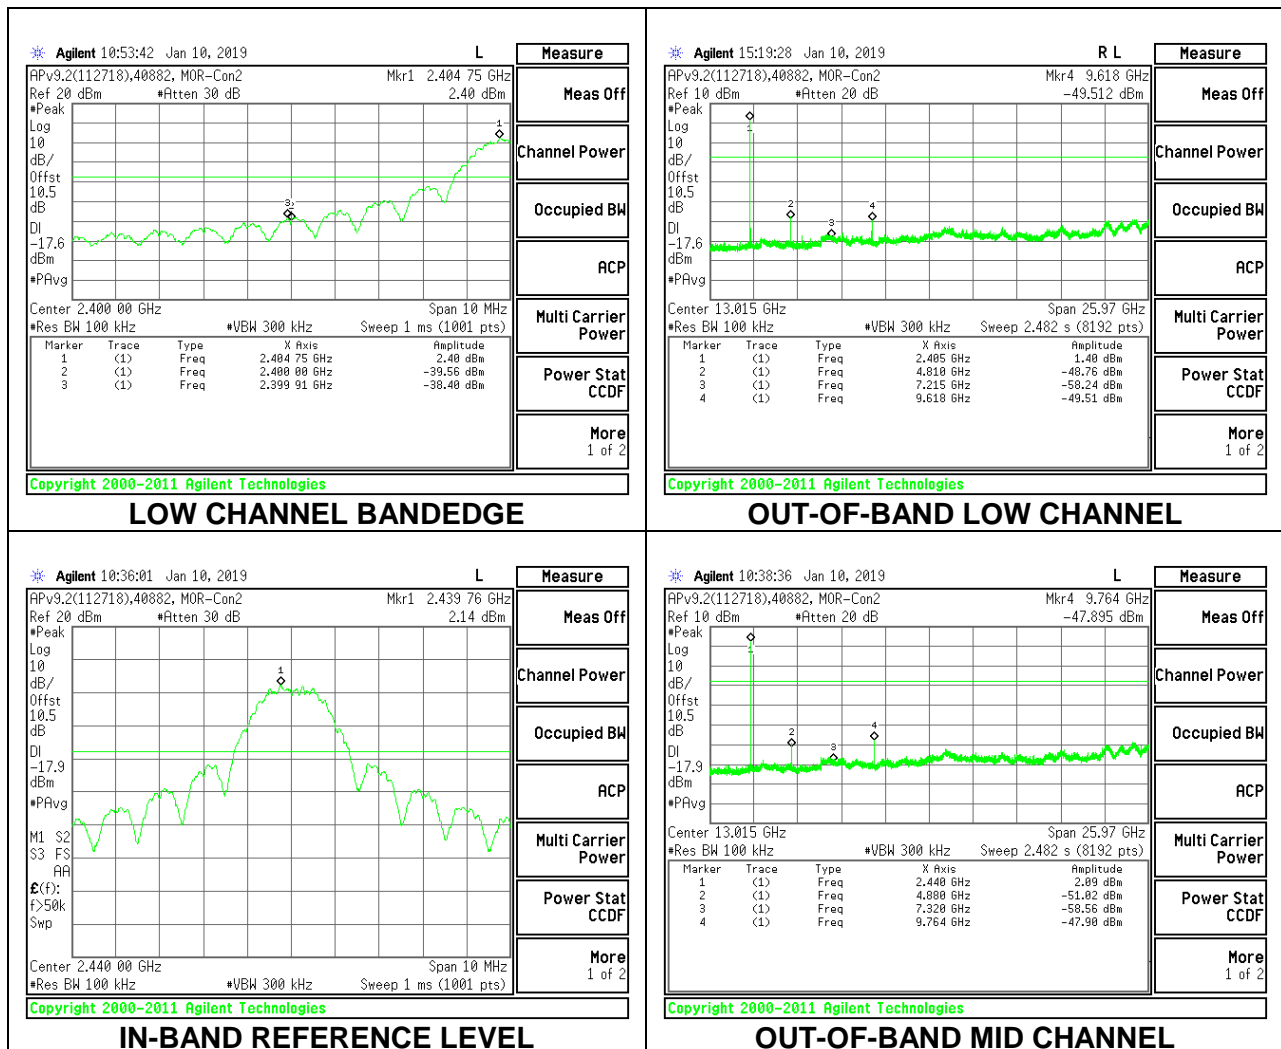 Agilent 10:53:42 Jan 10, 2019 L Measure
APv9.2(112718),40882, MOR-Con2 Mkr1 2.404 75 GHz
Ref 20 dBm #Atten 30 dB 2.40 dBm
Meas Off
#Peak
Log
10
dB/
Offst
10.5
dB
DI
-17.6
dBm
#PAvg
1
3
2
Channel Power
Occupied BW
ACP
Center 2.400 00 GHz Span 10 MHz
#Res BW 100 kHz #VBW 300 kHz Sweep 1 ms (1001 pts)
Multi Carrier
Power
Marker Trace Type X Axis Amplitude
1 (1) Freq 2.404 75 GHz 2.40 dBm
2 (1) Freq 2.400 00 GHz -39.56 dBm
3 (1) Freq 2.399 91 GHz -38.40 dBm
Power Stat
CCDF
More
1 of 2
Copyright 2000-2011 Agilent Technologies
LOW CHANNEL BANDEDGE
Agilent 15:19:28 Jan 10, 2019 R L Measure
APv9.2(112718),40882, MOR-Con2 Mkr4 9.618 GHz
Ref 10 dBm #Atten 20 dB -49.512 dBm
Meas Off
#Peak
Log
10
dB/
Offst
10.5
dB
DI
-17.6
dBm
#PAvg
1
2
3
4
Channel Power
Occupied BW
ACP
Center 13.015 GHz Span 25.97 GHz
#Res BW 100 kHz #VBW 300 kHz Sweep 2.482 s (8192 pts)
Multi Carrier
Power
Marker Trace Type X Axis Amplitude
1 (1) Freq 2.405 GHz 1.40 dBm
2 (1) Freq 4.810 GHz -48.76 dBm
3 (1) Freq 7.215 GHz -58.24 dBm
4 (1) Freq 9.618 GHz -49.51 dBm
Power Stat
CCDF
More
1 of 2
Copyright 2000-2011 Agilent Technologies
OUT-OF-BAND LOW CHANNEL
Agilent 10:36:01 Jan 10, 2019 L Measure
APv9.2(112718),40882, MOR-Con2 Mkr1 2.439 76 GHz
Ref 20 dBm #Atten 30 dB 2.14 dBm
Meas Off
#Peak
Log
10
dB/
Offst
10.5
dB
DI
-17.9
dBm
#PAvg
M1 S2
S3 FS
AA
£(f):
f>50k
Swp
1
Channel Power
Occupied BW
ACP
Multi Carrier
Power
Power Stat
CCDF
Center 2.440 00 GHz Span 10 MHz
#Res BW 100 kHz #VBW 300 kHz Sweep 1 ms (1001 pts)
More
1 of 2
Copyright 2000-2011 Agilent Technologies
IN-BAND REFERENCE LEVEL
Agilent 10:38:36 Jan 10, 2019 L Measure
APv9.2(112718),40882, MOR-Con2 Mkr4 9.764 GHz
Ref 10 dBm #Atten 20 dB -47.895 dBm
Meas Off
#Peak
Log
10
dB/
Offst
10.5
dB
DI
-17.9
dBm
#PAvg
1
2
3
4
Channel Power
Occupied BW
ACP
Center 13.015 GHz Span 25.97 GHz
#Res BW 100 kHz #VBW 300 kHz Sweep 2.482 s (8192 pts)
Multi Carrier
Power
Marker Trace Type X Axis Amplitude
1 (1) Freq 2.440 GHz 2.09 dBm
2 (1) Freq 4.880 GHz -51.02 dBm
3 (1) Freq 7.320 GHz -58.56 dBm
4 (1) Freq 9.764 GHz -47.90 dBm
Power Stat
CCDF
More
1 of 2
Copyright 2000-2011 Agilent Technologies
OUT-OF-BAND MID CHANNEL